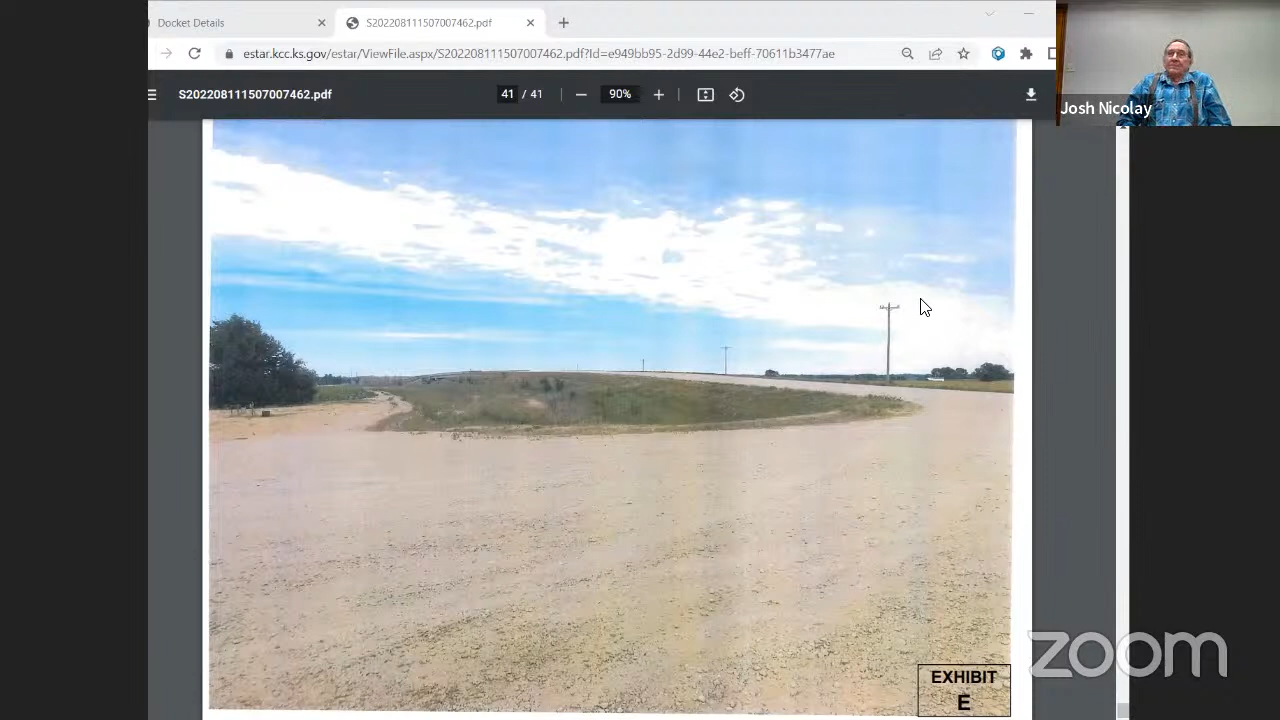 Docket Details
S202208111507007462.pdf
estar.kcc.ks.gov/estar/ViewFile.aspx/S202208111507007462.pdf?Id=e949bb95-2d99-44e2-beff-70611b3477ae
S202208111507007462.pdf
41 / 41
90%
Josh Nicolay
EXHIBIT
E
zoom